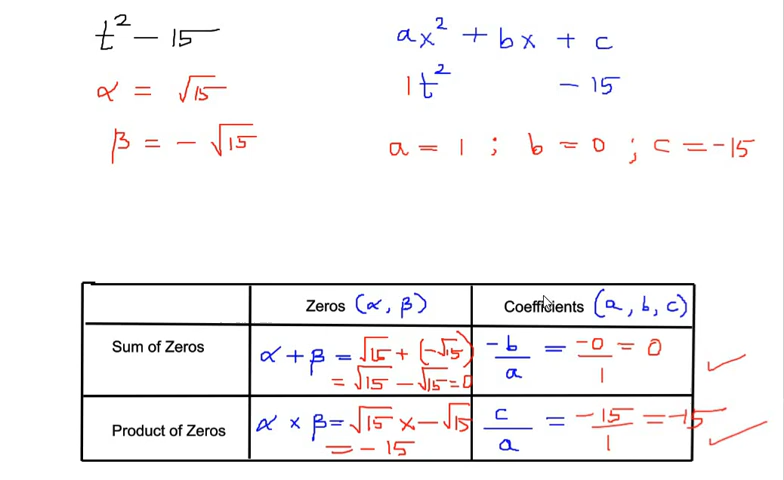 t² − 15
ax² + bx + c
α = √15
1t² − 15
β = − √15
a = 1 ; b = 0 ; c = −15
Zeros (α, β)
Coefficients (a, b, c)
Sum of Zeros
α + β = √15 + (−√15)
= √15 − √15 = 0
−b/a = −0/1 = 0 ✓
Product of Zeros
α × β = √15 × −√15
= −15
c/a = −15/1 = −15 ✓